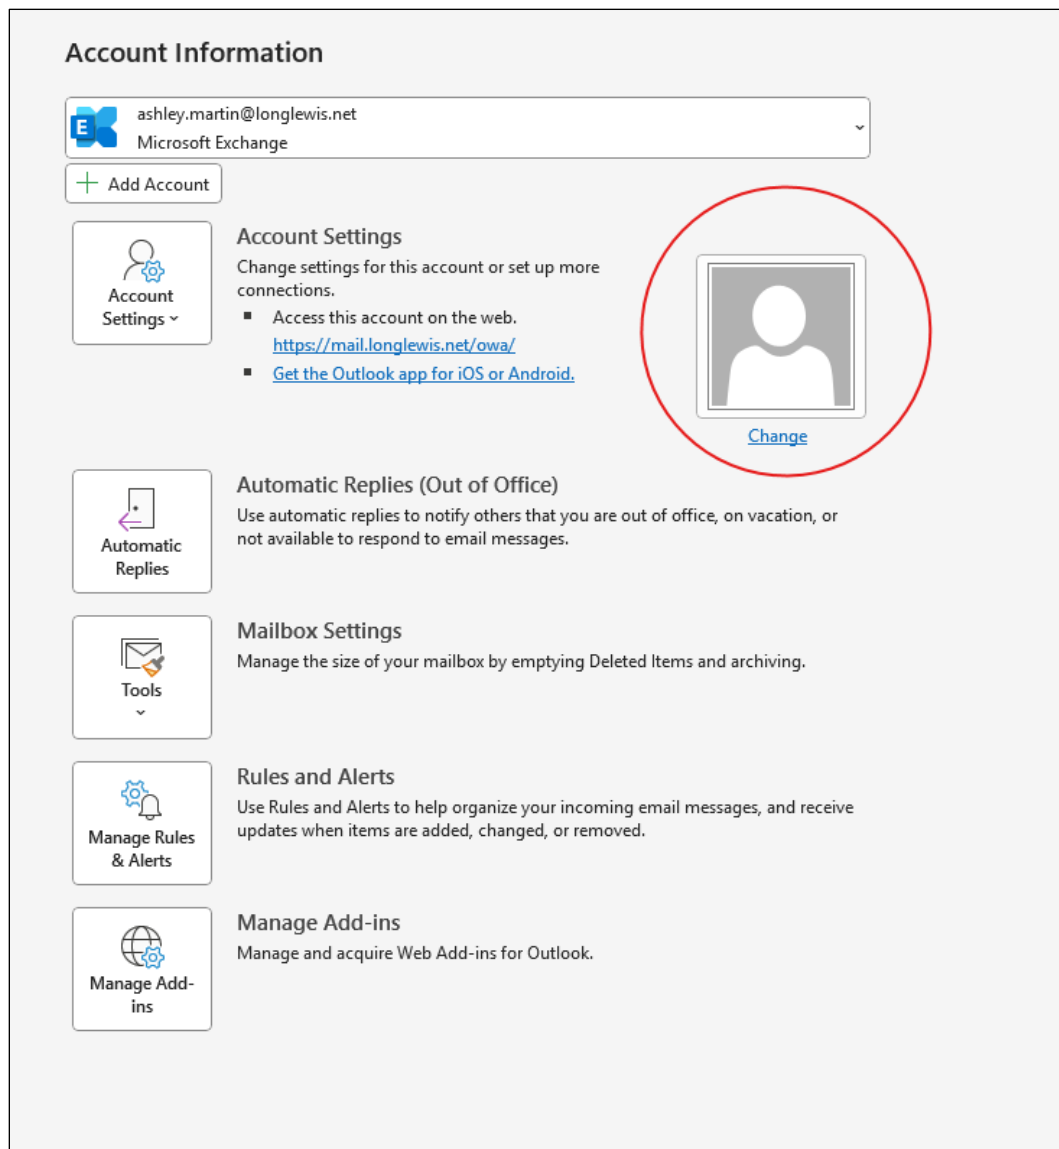 Account Information
ashley.martin@longlewis.net
Microsoft Exchange
Add Account
Account
Settings
Account Settings
Change settings for this account or set up more
connections.
Access this account on the web.
https://mail.longlewis.net/owa/
Get the Outlook app for iOS or Android.
Change
Automatic
Replies
Automatic Replies (Out of Office)
Use automatic replies to notify others that you are out of office, on vacation, or
not available to respond to email messages.
Tools
Mailbox Settings
Manage the size of your mailbox by emptying Deleted Items and archiving.
Manage Rules
& Alerts
Rules and Alerts
Use Rules and Alerts to help organize your incoming email messages, and receive
updates when items are added, changed, or removed.
Manage Add-
ins
Manage Add-ins
Manage and acquire Web Add-ins for Outlook.